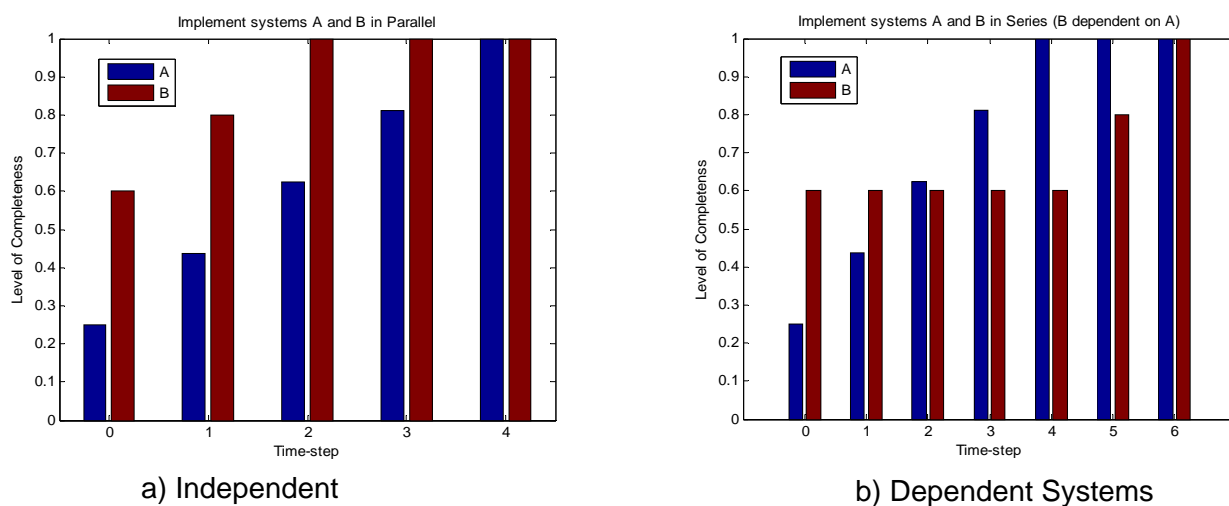 Implement systems A and B in Parallel
1
0.9
0.8
0.7
0.6
0.5
0.4
0.3
0.2
0.1
0
Level of Completeness
A
B
0 1 2 3 4
Time-step
a) Independent
Implement systems A and B in Series (B dependent on A)
1
0.9
0.8
0.7
0.6
0.5
0.4
0.3
0.2
0.1
0
Level of Completenss
A
B
0 1 2 3 4 5 6
Time-step
b) Dependent Systems